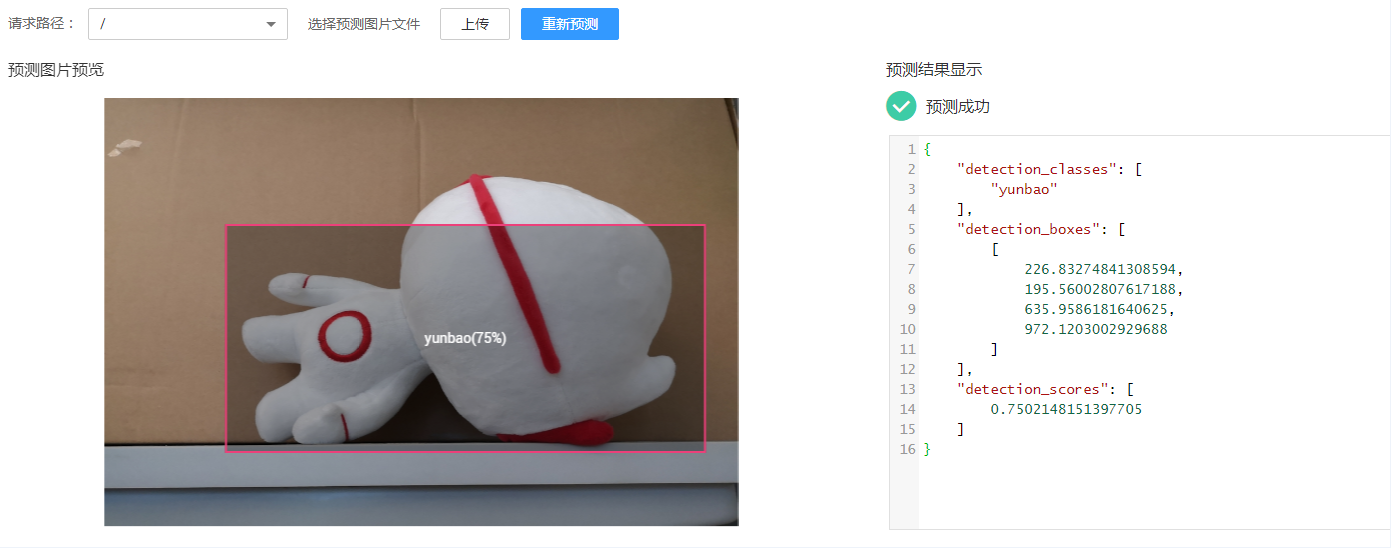 请求路径： / 选择预测图片文件 上传 重新预测
预测图片预览
yunbao(75%)
预测结果显示
预测成功
1 {
2 "detection_classes": [
3 "yunbao"
4 ],
5 "detection_boxes": [
6 [
7 226.83274841308594,
8 195.56002807617188,
9 635.9586181640625,
10 972.1203002929688
11 ]
12 ],
13 "detection_scores": [
14 0.7502148151397705
15 ]
16 }